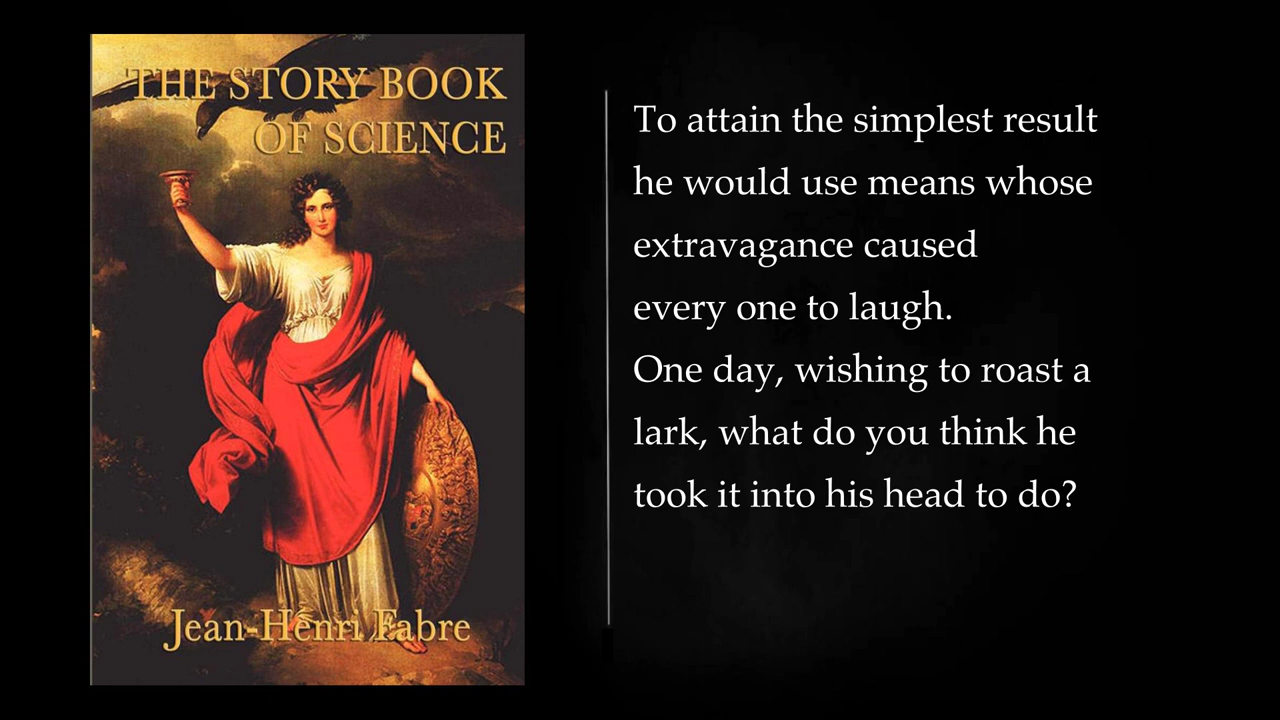 THE STORY BOOK
OF SCIENCE
Jean-Henri Fabre
To attain the simplest result
he would use means whose
extravagance caused
every one to laugh.
One day, wishing to roast a
lark, what do you think he
took it into his head to do?